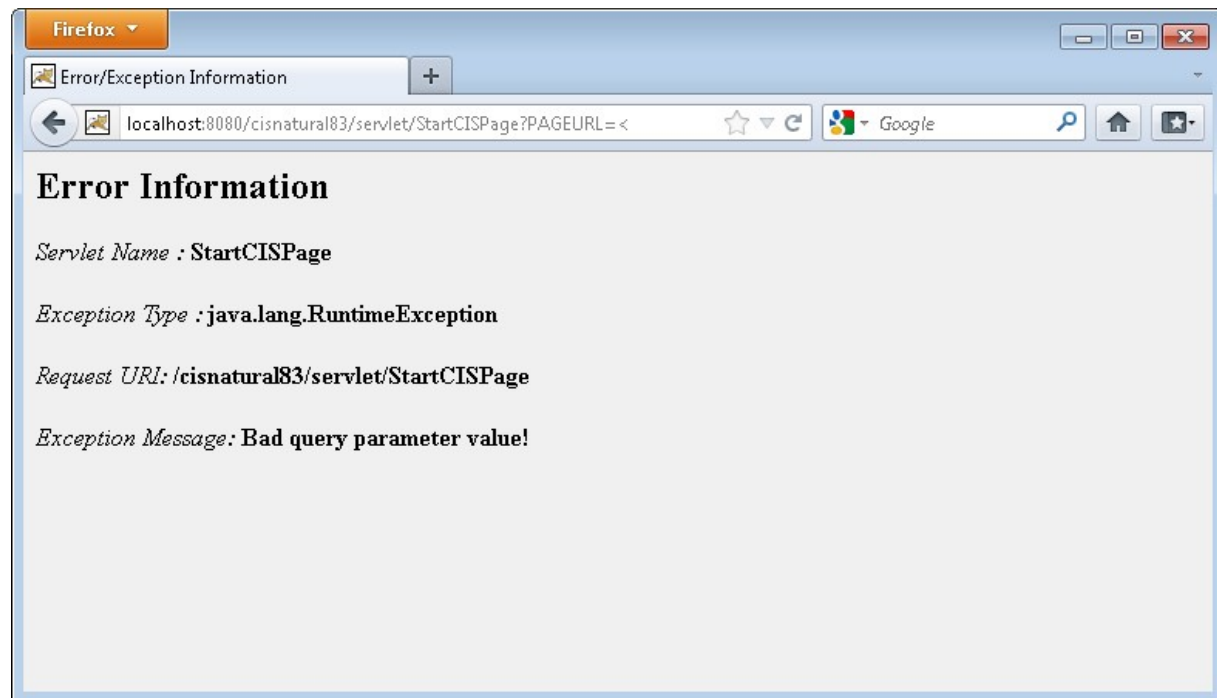 Firefox
Error/Exception Information
localhost:8080/cisnatural83/servlet/StartCISPage?PAGEURL=<
Google
Error Information
Servlet Name : StartCISPage
Exception Type :java.lang.RuntimeException
Request URI: /cisnatural83/servlet/StartCISPage
Exception Message: Bad query parameter value!